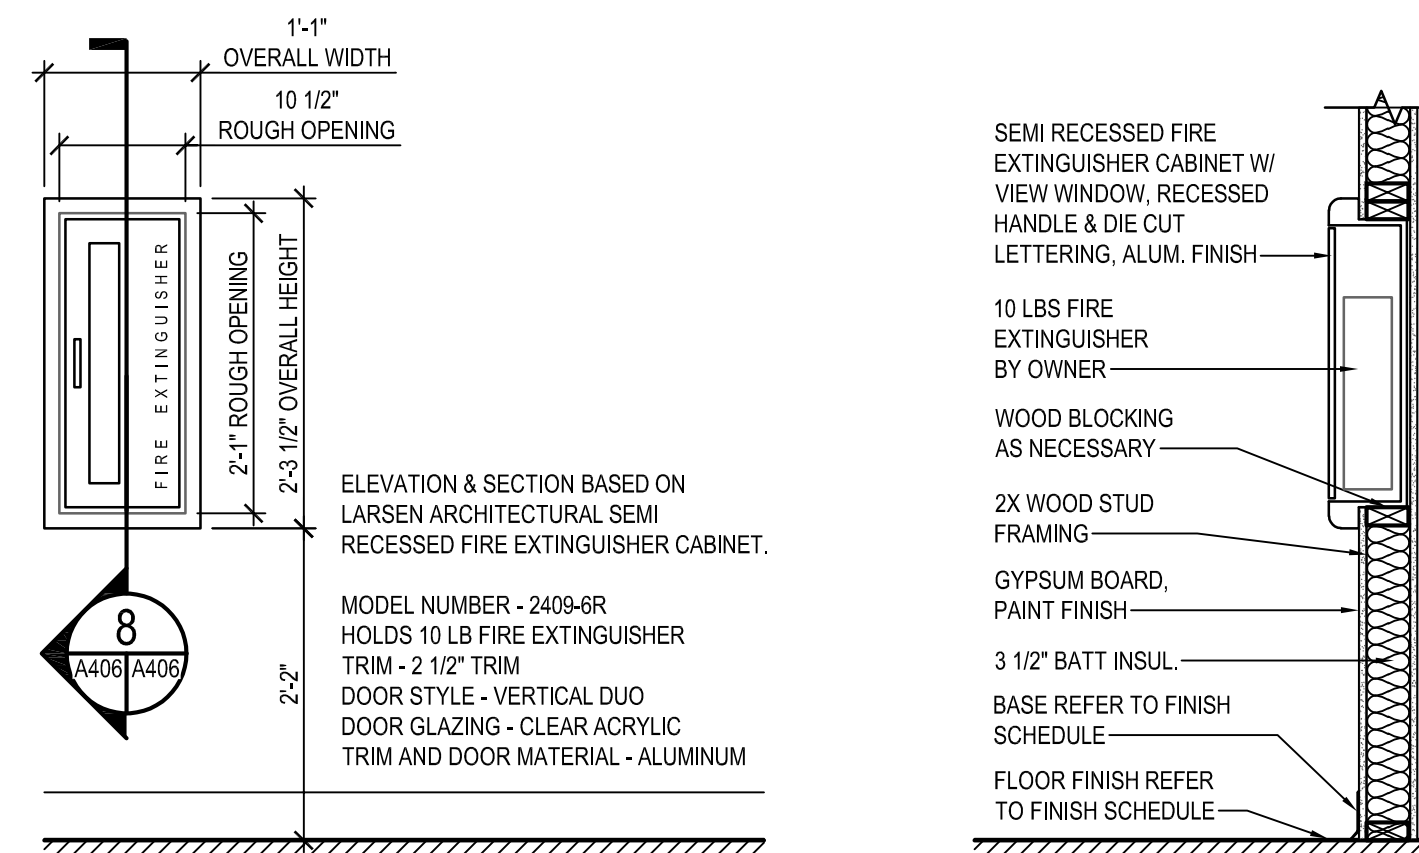 1'-1"
OVERALL WIDTH
10 1/2"
ROUGH OPENING
FIRE EXTINGUISHER
2'-1" ROUGH OPENING
2'-3 1/2" OVERALL HEIGHT
2'-2"
8
A406 A406
ELEVATION & SECTION BASED ON
LARSEN ARCHITECTURAL SEMI
RECESSED FIRE EXTINGUISHER CABINET.
MODEL NUMBER - 2409-6R
HOLDS 10 LB FIRE EXTINGUISHER
TRIM - 2 1/2" TRIM
DOOR STYLE - VERTICAL DUO
DOOR GLAZING - CLEAR ACRYLIC
TRIM AND DOOR MATERIAL - ALUMINUM
SEMI RECESSED FIRE
EXTINGUISHER CABINET W/
VIEW WINDOW, RECESSED
HANDLE & DIE CUT
LETTERING, ALUM. FINISH
10 LBS FIRE
EXTINGUISHER
BY OWNER
WOOD BLOCKING
AS NECESSARY
2X WOOD STUD
FRAMING
GYPSUM BOARD,
PAINT FINISH
3 1/2" BATT INSUL.
BASE REFER TO FINISH
SCHEDULE
FLOOR FINISH REFER
TO FINISH SCHEDULE